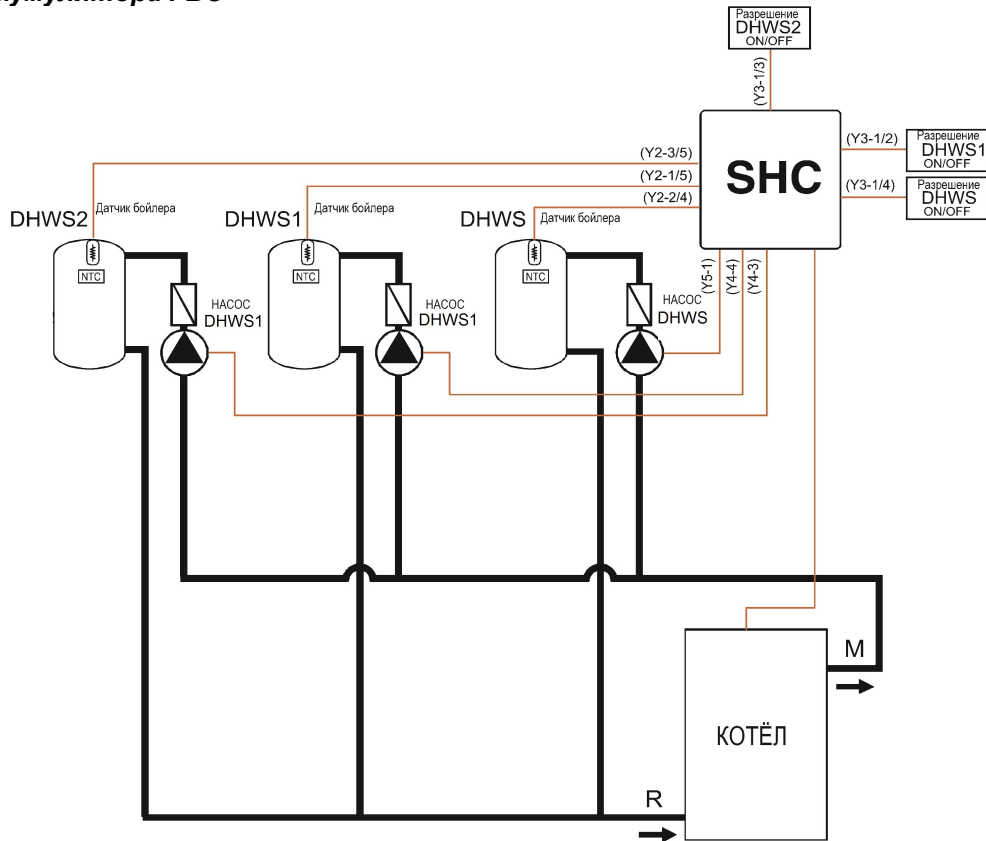 Разрешение
DHWS2
ON/OFF
(Y3-1/3)
SHC
(Y3-1/2)
Разрешение
DHWS1
ON/OFF
(Y3-1/4)
Разрешение
DHWS
ON/OFF
(Y2-3/5)
(Y2-1/5)
(Y2-2/4)
DHWS2
Датчик бойлера
DHWS1
Датчик бойлера
DHWS
Датчик бойлера
NTC
NTC
NTC
НАСОС
DHWS1
НАСОС
DHWS1
НАСОС
DHWS
(Y5-1)
(Y4-4)
(Y4-3)
M
КОТЁЛ
R